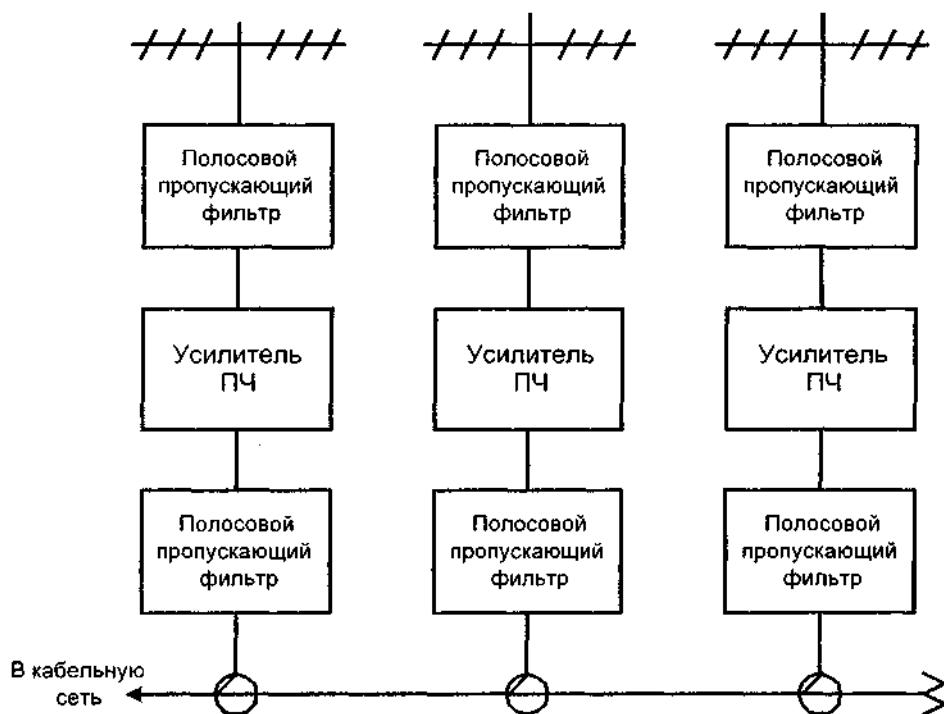 Полосовой
пропускающий
фильтр
Полосовой
пропускающий
фильтр
Полосовой
пропускающий
фильтр
Усилитель
ПЧ
Усилитель
ПЧ
Усилитель
ПЧ
Полосовой
пропускающий
фильтр
Полосовой
пропускающий
фильтр
Полосовой
пропускающий
фильтр
В кабельную
сеть